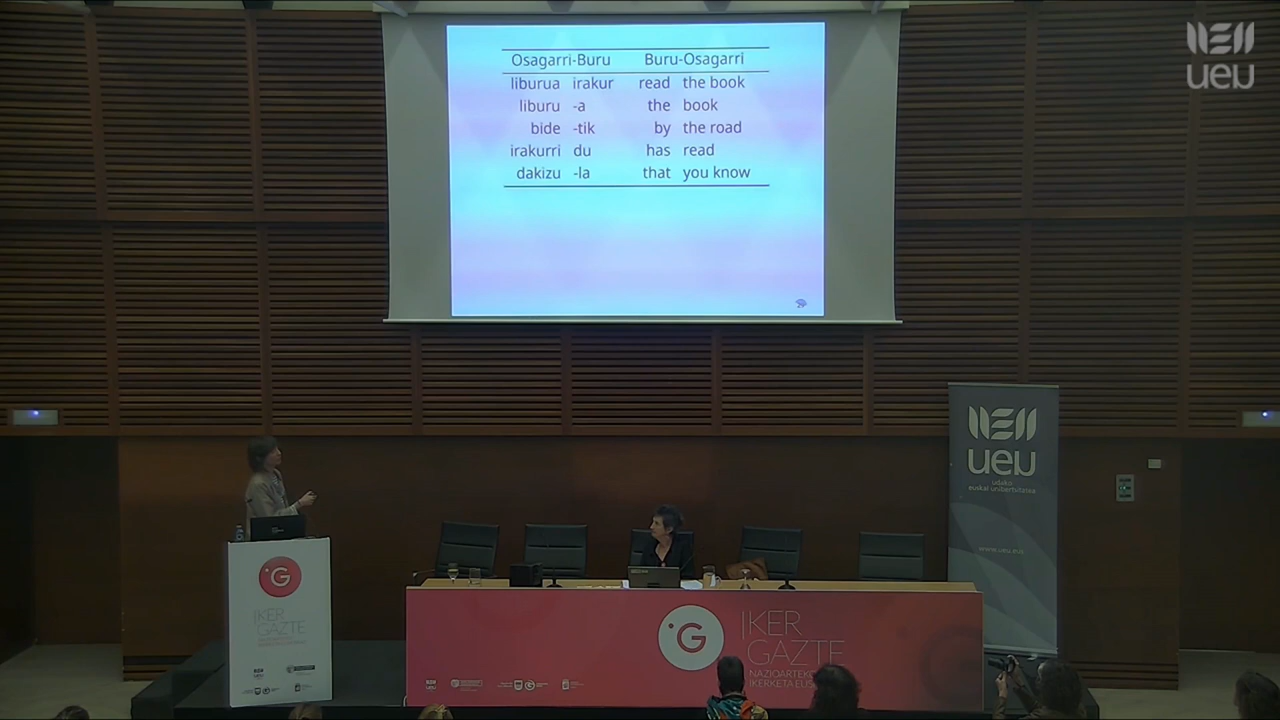 UEU
Osagarri-Buru Buru-Osagarri
liburua irakur read the book
liburu -a the book
bide -tik by the road
irakurri du has read
dakizu -la that you know
UEU
udako
euskal unibertsitatea
www.ueu.eus
G
IKER
GAZTE
G
IKER
GAZTE
NAZIOARTEKO
IKERKETA EUS